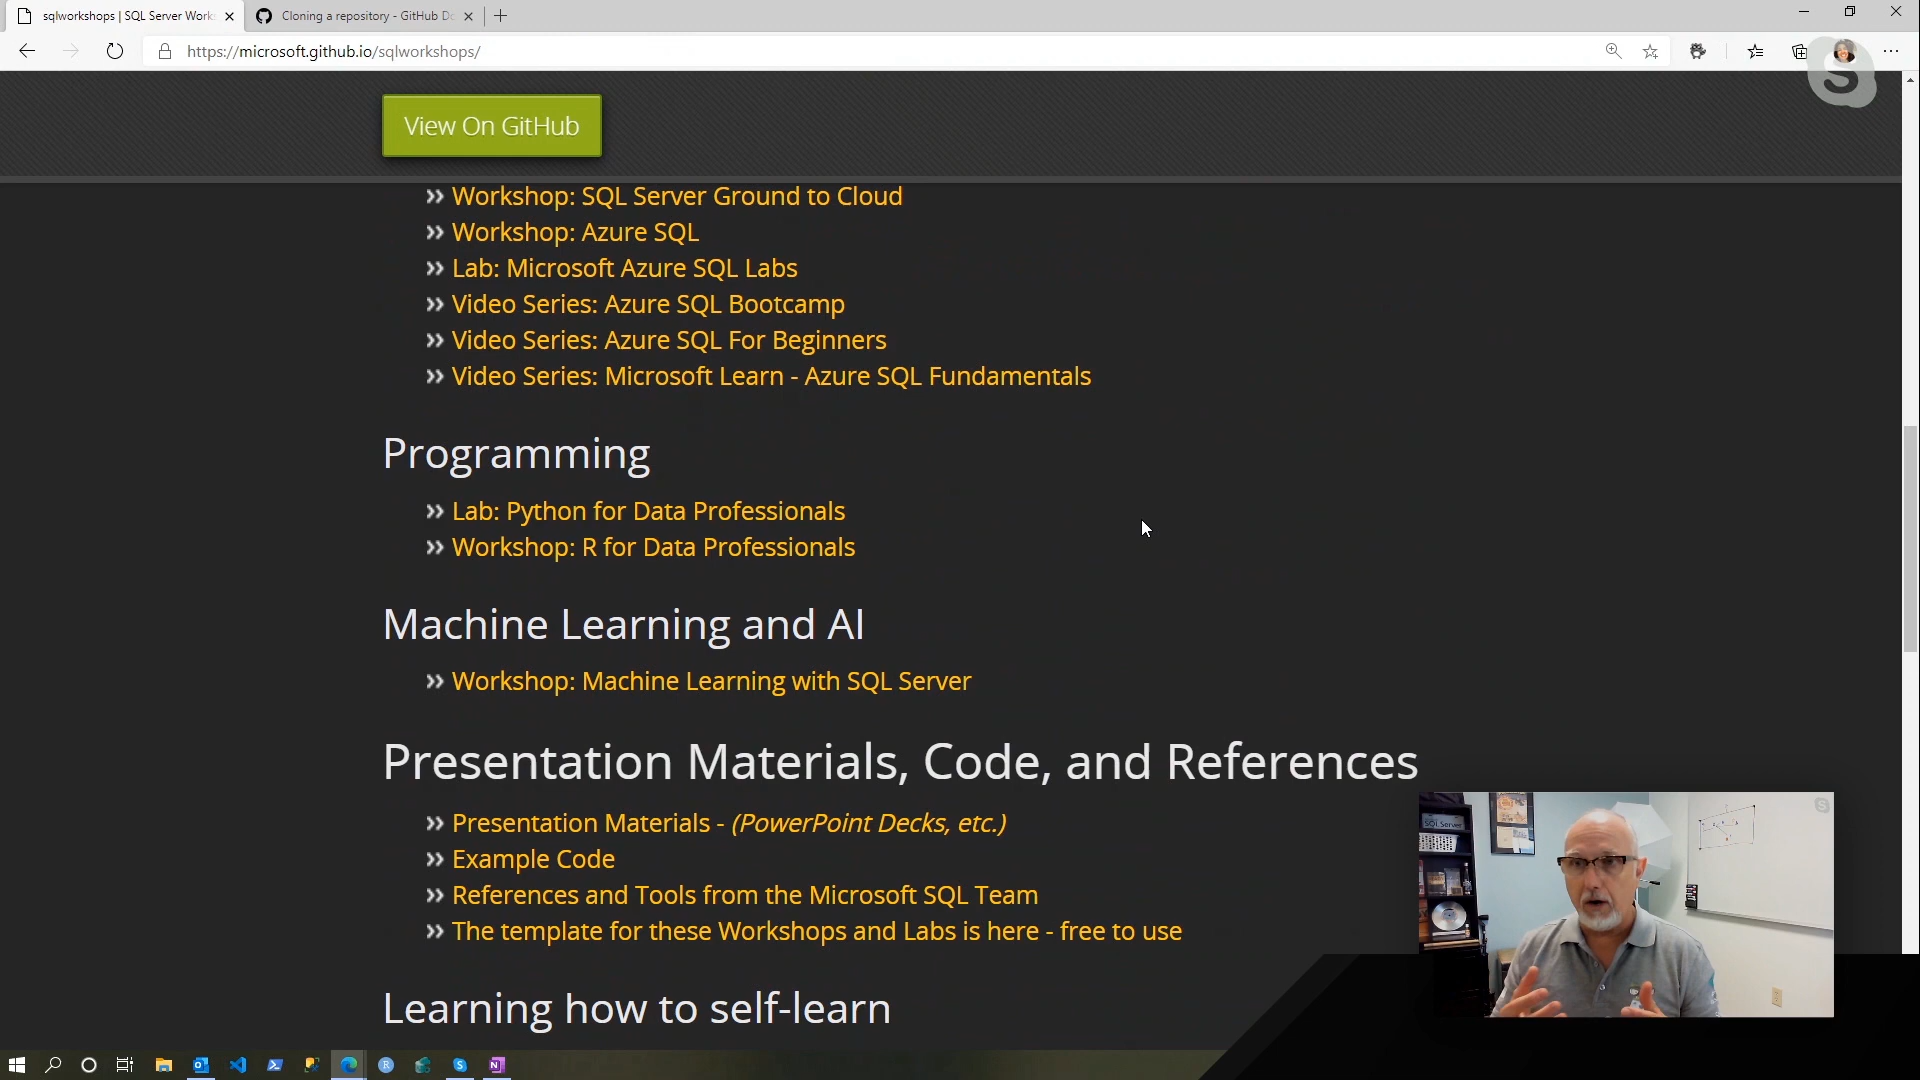 sqlworkshops | SQL Server Works
Cloning a repository - GitHub Do
https://microsoft.github.io/sqlworkshops/
View On GitHub
Workshop: SQL Server Ground to Cloud
Workshop: Azure SQL
Lab: Microsoft Azure SQL Labs
Video Series: Azure SQL Bootcamp
Video Series: Azure SQL For Beginners
Video Series: Microsoft Learn - Azure SQL Fundamentals
Programming
Lab: Python for Data Professionals
Workshop: R for Data Professionals
Machine Learning and AI
Workshop: Machine Learning with SQL Server
Presentation Materials, Code, and References
Presentation Materials - (PowerPoint Decks, etc.)
Example Code
References and Tools from the Microsoft SQL Team
The template for these Workshops and Labs is here - free to use
Learning how to self-learn
SQL Server